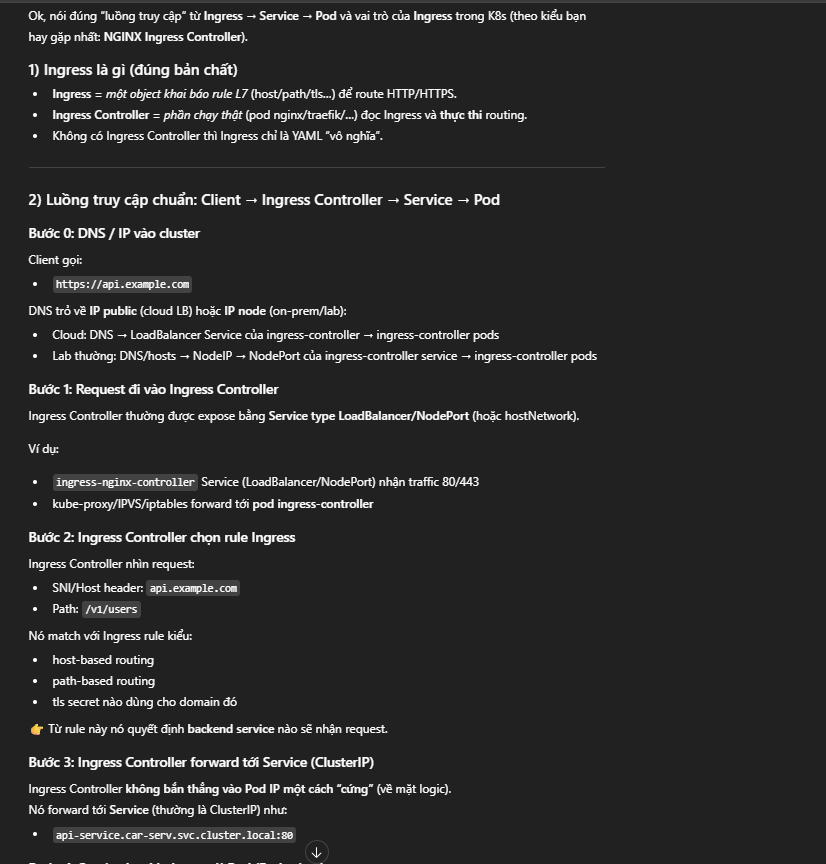 Ok, nói đúng "luồng truy cập" từ Ingress → Service → Pod và vai trò của Ingress trong K8s (theo kiểu bạn
hay gặp nhất: NGINX Ingress Controller).
1) Ingress là gì (đúng bản chất)
• Ingress = một object khai báo rule L7 (host/path/tls...) để route HTTP/HTTPS.
• Ingress Controller = phần chạy thật (pod nginx/traefik/...) đọc Ingress và thực thi routing.
• Không có Ingress Controller thì Ingress chỉ là YAML "vô nghĩa".
2) Luồng truy cập chuẩn: Client → Ingress Controller → Service → Pod
Bước 0: DNS / IP vào cluster
Client gọi:
• https://api.example.com
DNS trỏ về IP public (cloud LB) hoặc IP node (on-prem/lab):
• Cloud: DNS → LoadBalancer Service của ingress-controller → ingress-controller pods
• Lab thường: DNS/hosts → NodeIP → NodePort của ingress-controller service → ingress-controller pods
Bước 1: Request đi vào Ingress Controller
Ingress Controller thường được expose bằng Service type LoadBalancer/NodePort (hoặc hostNetwork).
Ví dụ:
• ingress-nginx-controller Service (LoadBalancer/NodePort) nhận traffic 80/443
• kube-proxy/IPVS/iptables forward tới pod ingress-controller
Bước 2: Ingress Controller chọn rule Ingress
Ingress Controller nhìn request:
• SNI/Host header: api.example.com
• Path: /v1/users
Nó match với Ingress rule kiểu:
• host-based routing
• path-based routing
• tls secret nào dùng cho domain đó
👉 Từ rule này nó quyết định backend service nào sẽ nhận request.
Bước 3: Ingress Controller forward tới Service (ClusterIP)
Ingress Controller không bắn thẳng vào Pod IP một cách "cứng" (về mặt logic).
Nó forward tới Service (thường là ClusterIP) như:
• api-service.car-serv.svc.cluster.local:80